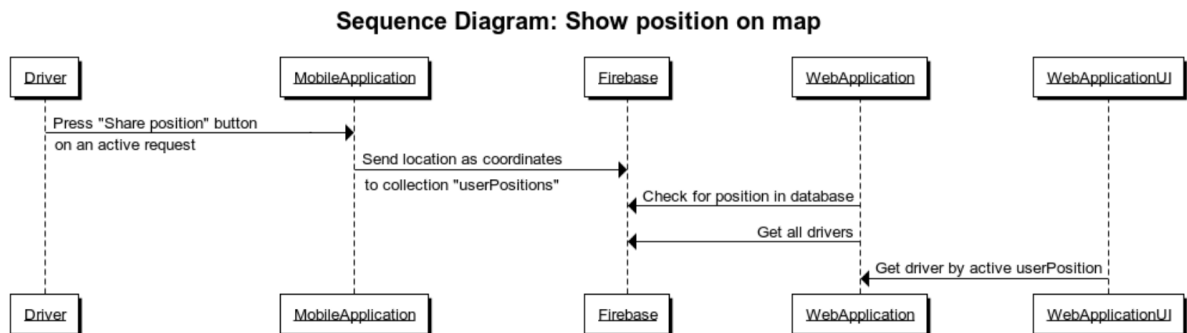 Sequence Diagram: Show position on map
Driver
MobileApplication
Firebase
WebApplication
WebApplicationUI
Press "Share position" button
on an active request
Send location as coordinates
to collection "userPositions"
Check for position in database
Get all drivers
Get driver by active userPosition
Driver
MobileApplication
Firebase
WebApplication
WebApplicationUI